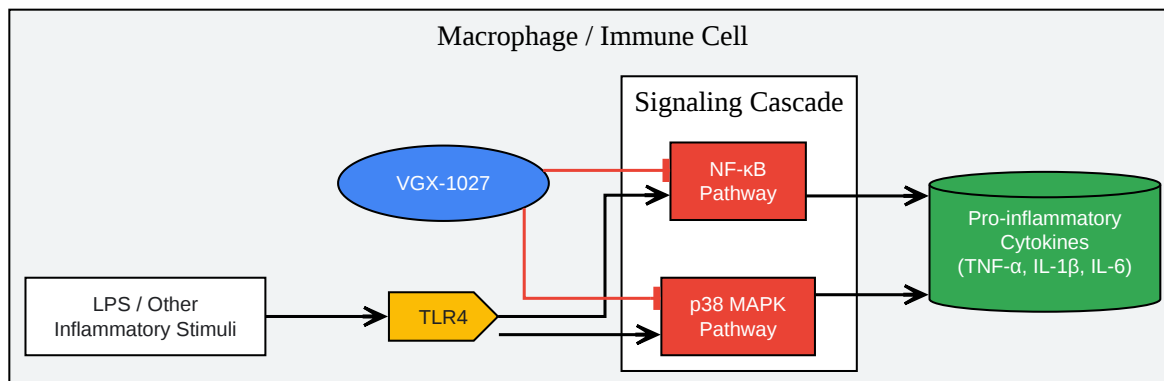 Macrophage / Immune Cell
Signaling Cascade
VGX-1027
NF-κB
Pathway
Pro-inflammatory
Cytokines
(TNF-α, IL-1β, IL-6)
LPS / Other
Inflammatory Stimuli
TLR4
p38 MAPK
Pathway